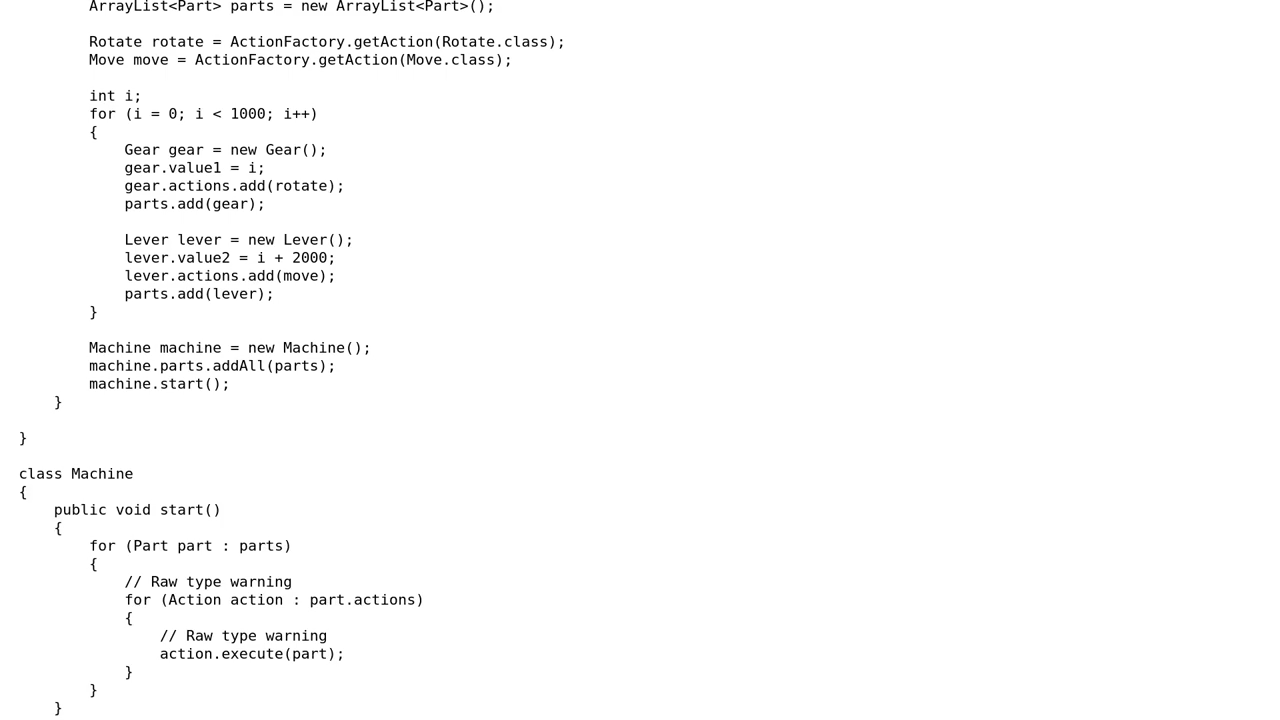 ArrayList<Part> parts = new ArrayList<Part>();
Rotate rotate = ActionFactory.getAction(Rotate.class);
Move move = ActionFactory.getAction(Move.class);
int i;
for (i = 0; i < 1000; i++)
{
Gear gear = new Gear();
gear.value1 = i;
gear.actions.add(rotate);
parts.add(gear);
Lever lever = new Lever();
lever.value2 = i + 2000;
lever.actions.add(move);
parts.add(lever);
}
Machine machine = new Machine();
machine.parts.addAll(parts);
machine.start();
}
}
class Machine
{
public void start()
{
for (Part part : parts)
{
// Raw type warning
for (Action action : part.actions)
{
// Raw type warning
action.execute(part);
}
}
}